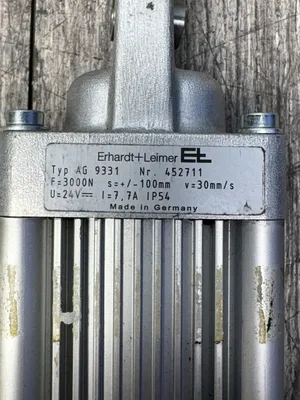 Erhardt+Leimer EL
Typ AG 9331 Nr. 452711
F=3000N s=+/-100mm v=30mm/s
U=24V⎓ I=7,7A IP54
Made in Germany